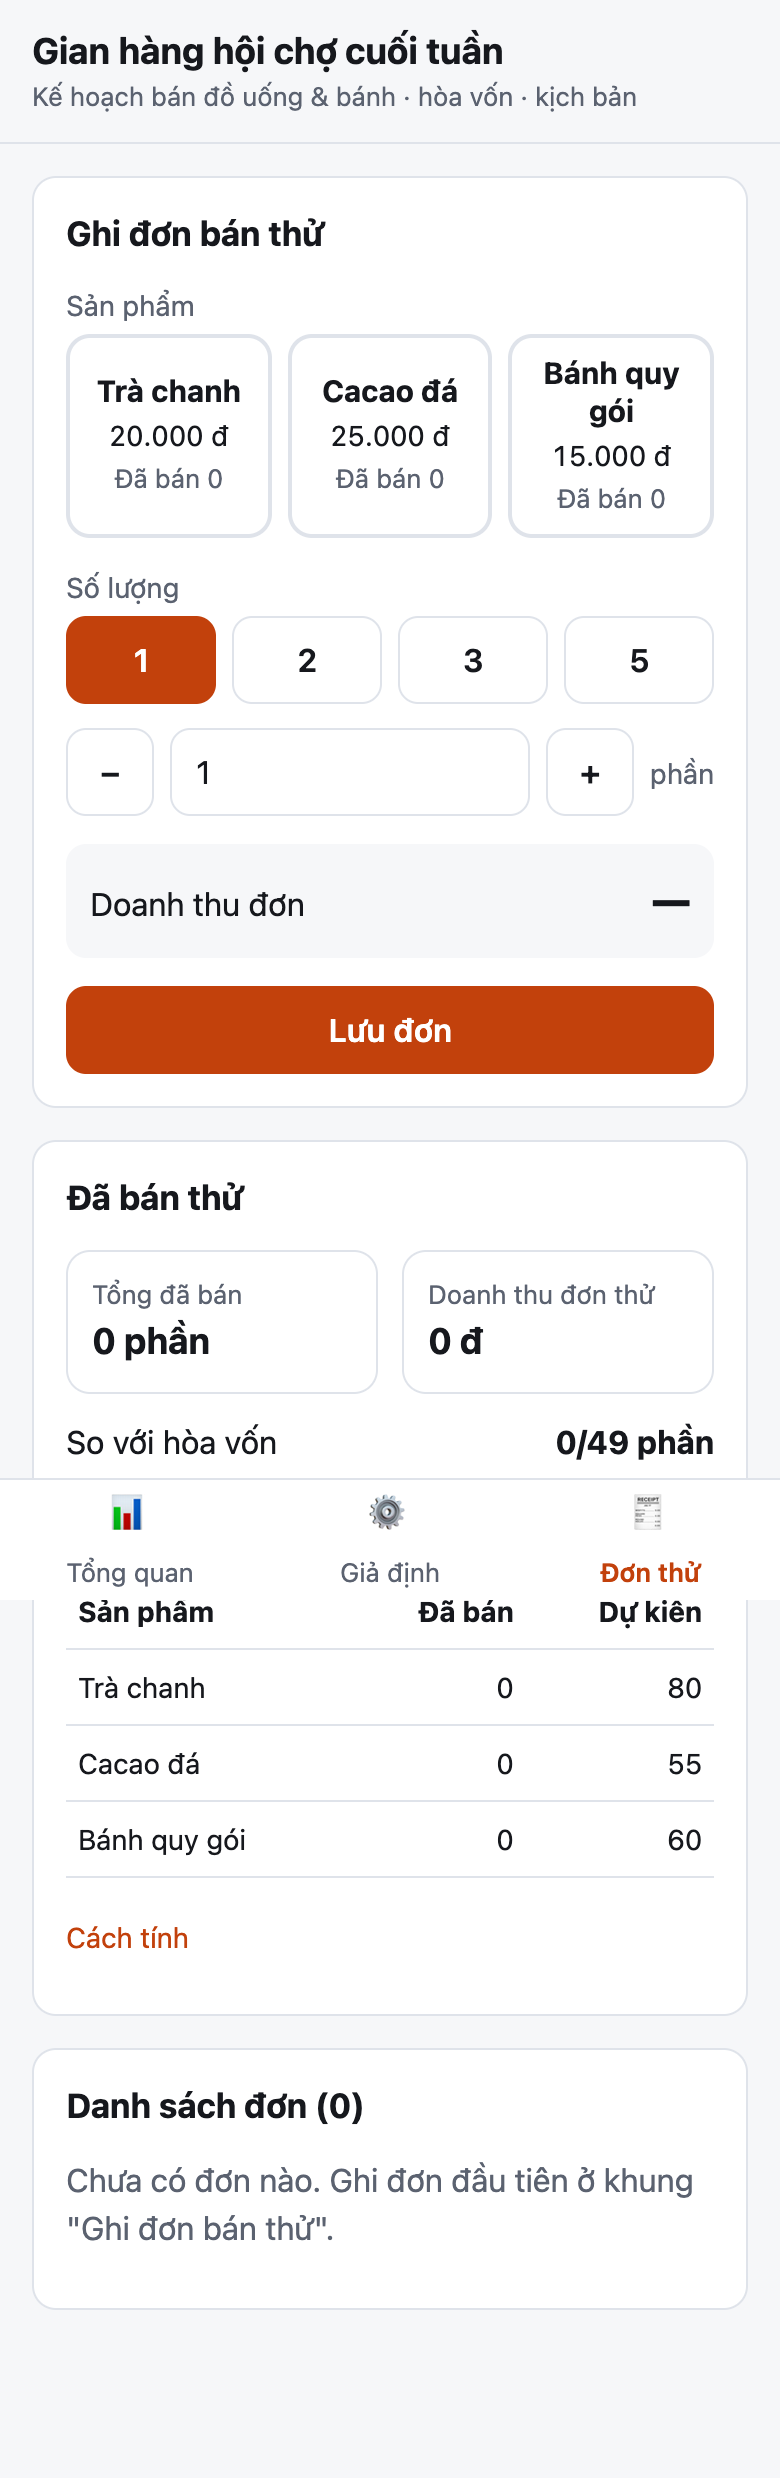 Gian hàng hội chợ cuối tuần
Kế hoạch bán đồ uống & bánh · hòa vốn · kịch bản
Ghi đơn bán thử
Sản phẩm
Trà chanh
20.000 đ
Đã bán 0
Cacao đá
25.000 đ
Đã bán 0
Bánh quy
gói
15.000 đ
Đã bán 0
Số lượng
1
2
3
5
−
1
+
phần
Doanh thu đơn
—
Lưu đơn
Đã bán thử
Tổng đã bán
0 phần
Doanh thu đơn thử
0 đ
So với hòa vốn
0/49 phần
RECEIPT
Tổng quan
Giả định
Đơn thử
Sản phẩm
Đã bán
Dự kiến
Trà chanh
0
80
Cacao đá
0
55
Bánh quy gói
0
60
Cách tính
Danh sách đơn (0)
Chưa có đơn nào. Ghi đơn đầu tiên ở khung
"Ghi đơn bán thử".